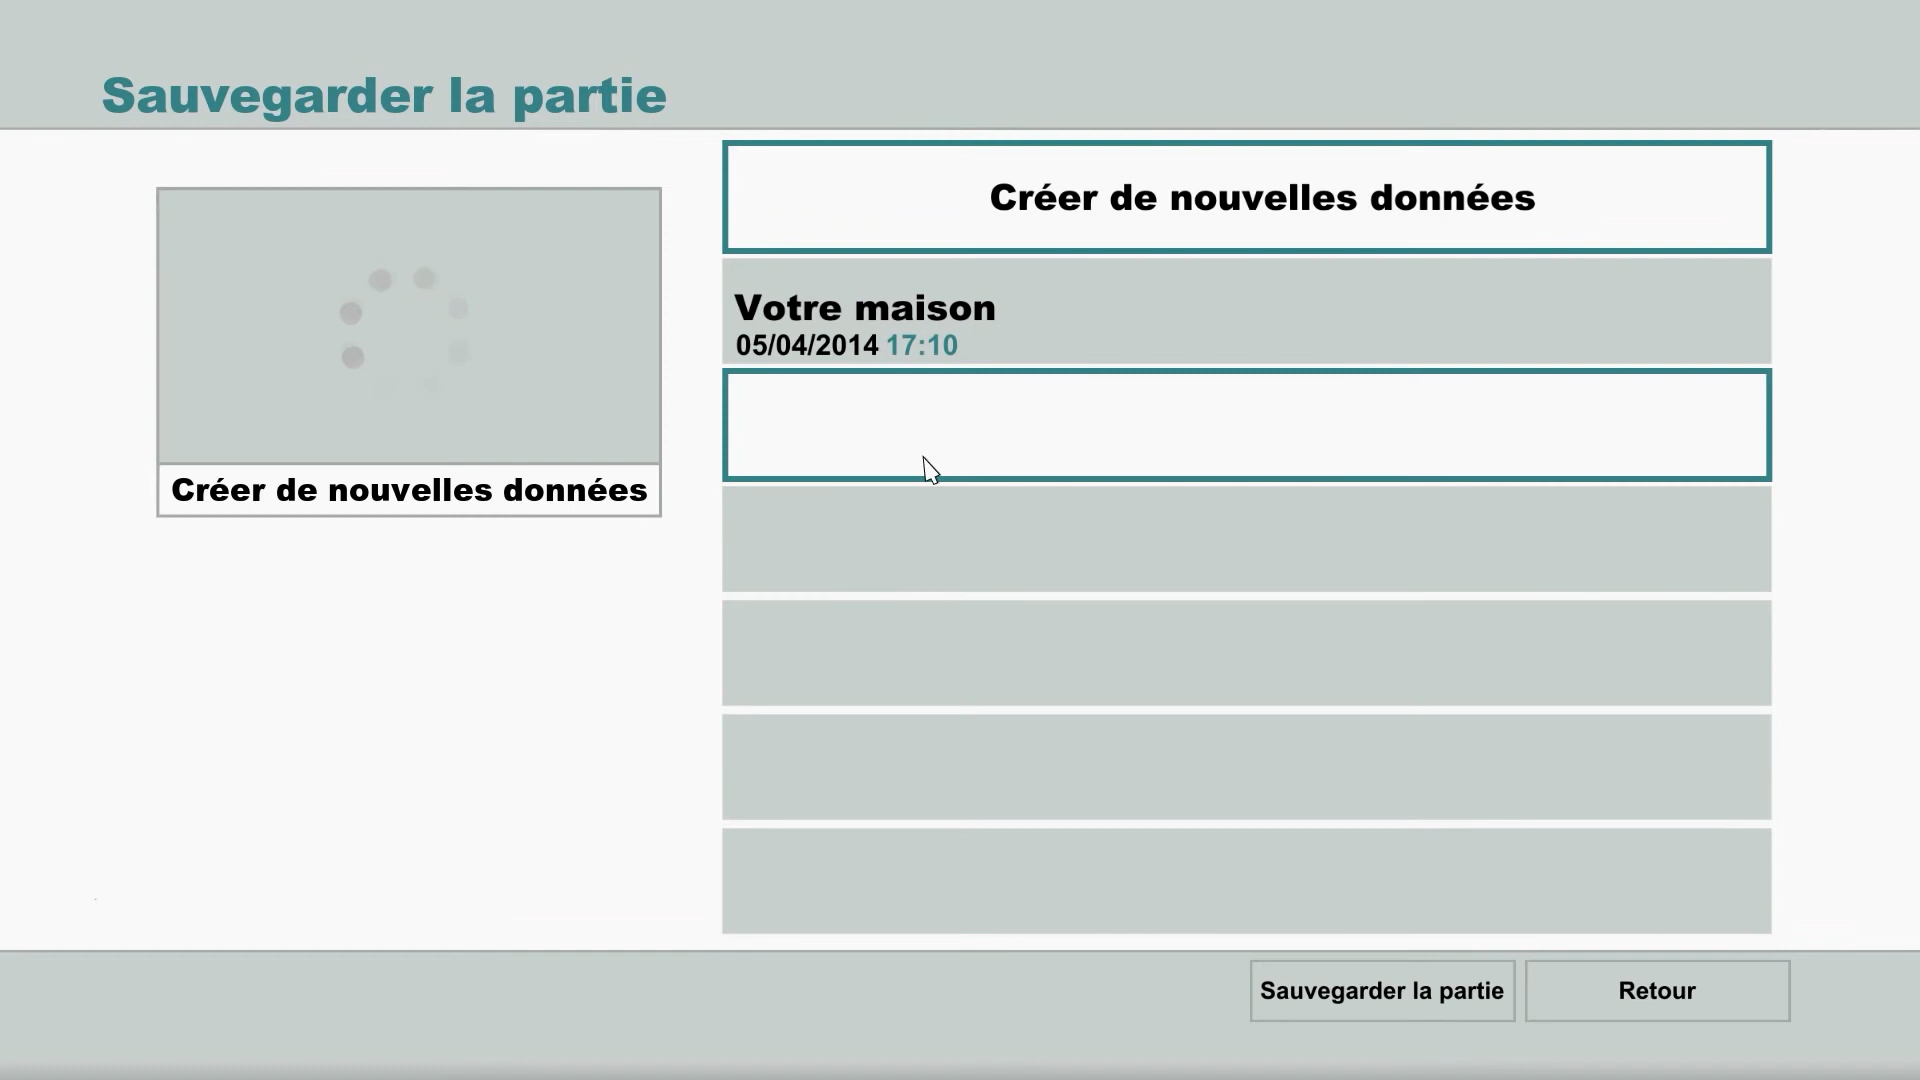 Sauvegarder la partie
Créer de nouvelles données
Votre maison
05/04/2014 17:10
Créer de nouvelles données
Sauvegarder la partie
Retour